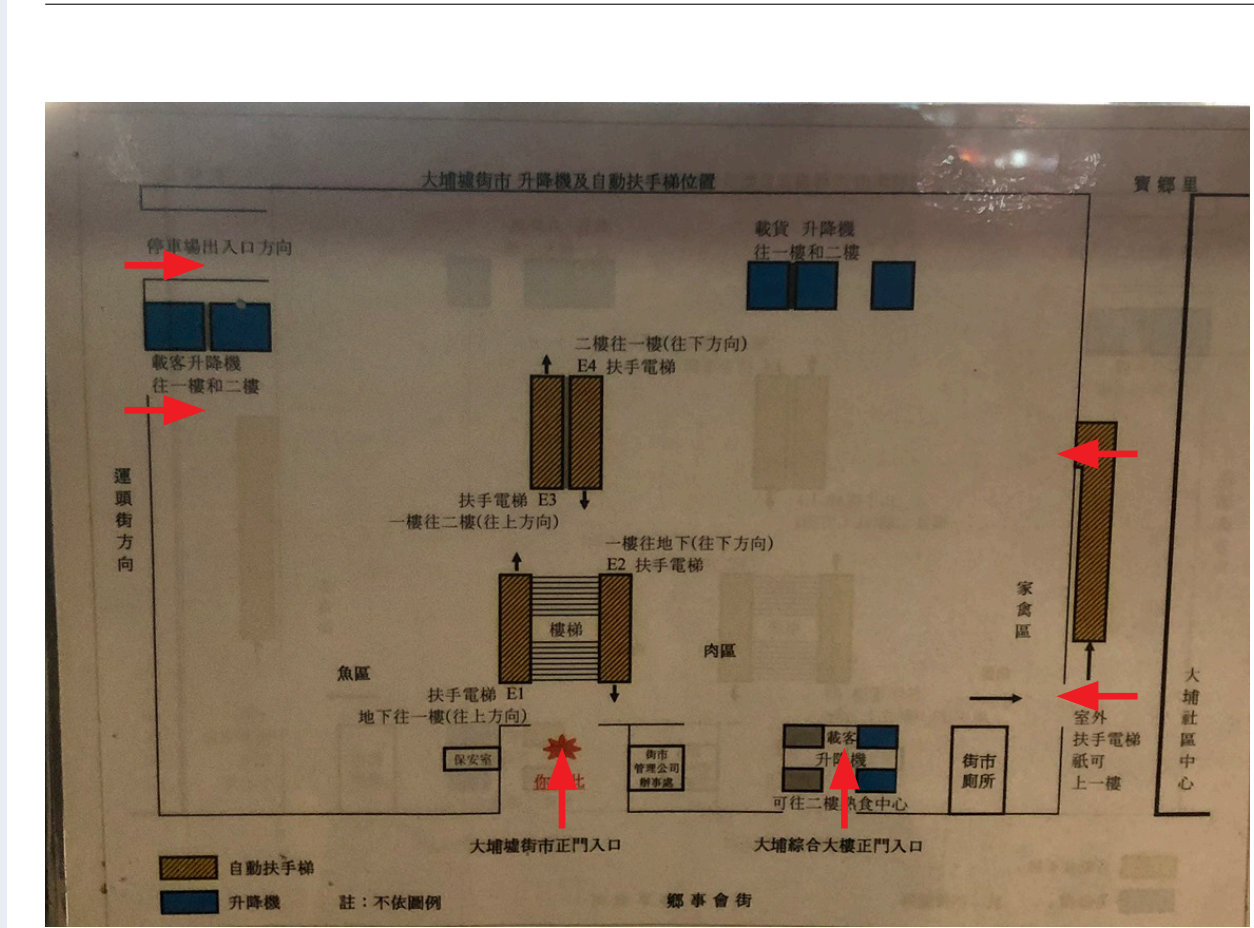 大埔墟街市 升降機及自動扶手梯位置
寶鄉里
停車場出入口方向
載貨 升降機
往一樓和二樓
載客升降機
往一樓和二樓
二樓往一樓(往下方向)
E4 扶手電梯
運頭街方向
扶手電梯 E3
一樓往二樓(往上方向)
一樓往地下(往下方向)
E2 扶手電梯
樓梯
家禽區
魚區
肉區
扶手電梯 E1
地下往一樓(往上方向)
大埔社區中心
室外
扶手電梯
祇可
上一樓
保安室
街市
管理公司
辦事處
載客
升降機
可往二樓熟食中心
街市
廁所
大埔墟街市正門入口
大埔綜合大樓正門入口
自動扶手梯
升降機
註：不依圖例
鄉事會街